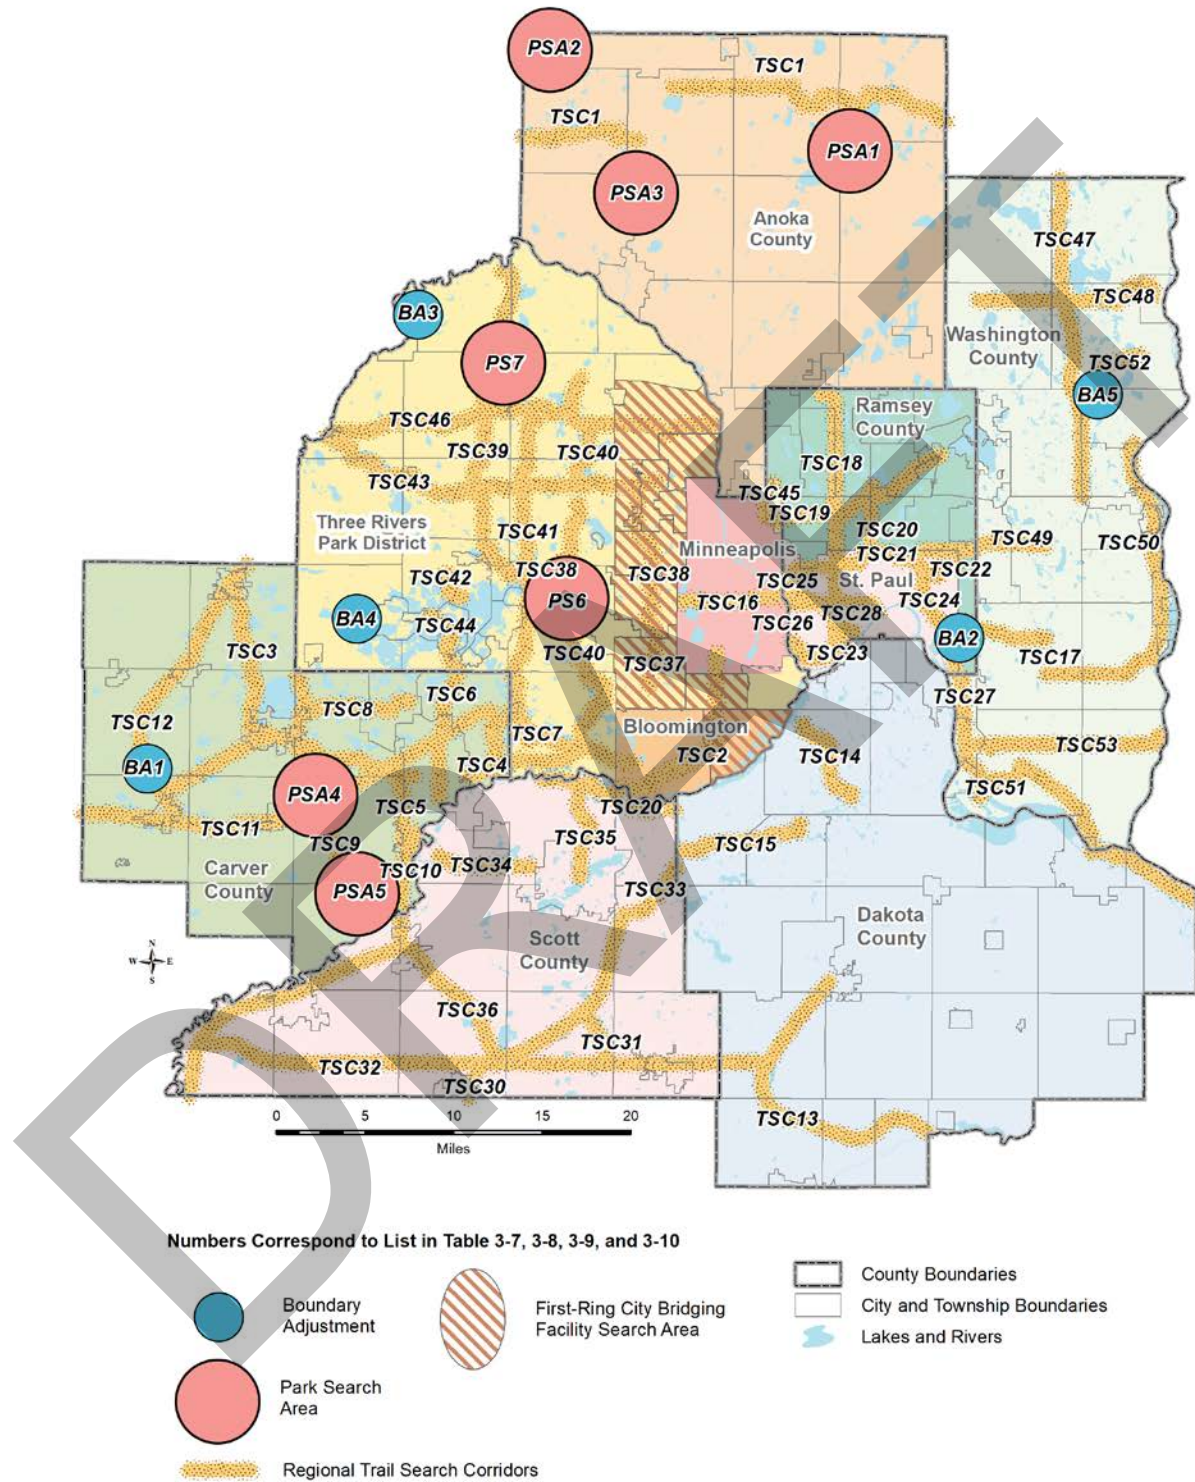 PSA2
TSC1
TSC1
PSA1
PSA3
Anoka
County
TSC47
BA3
TSC48
Washington
County
PS7
TSC52
BA5
Ramsey
County
TSC46
TSC39
TSC40
TSC18
TSC43
TSC45
TSC19
Three Rivers
Park District
TSC41
TSC20
TSC49
TSC50
Minneapolis
TSC21
TSC38
TSC42
TSC38
TSC25
St. Paul
TSC22
PS6
TSC16
TSC24
BA4
TSC44
TSC26
TSC28
BA2
TSC3
TSC40
TSC37
TSC23
TSC17
TSC6
TSC27
TSC8
TSC12
TSC7
Bloomington
TSC53
BA1
TSC4
TSC2
TSC14
PSA4
TSC51
TSC5
TSC20
TSC11
TSC9
TSC35
TSC15
Carver
County
TSC10
TSC34
PSA5
TSC33
Dakota
County
Scott
County
N
W E
S
TSC36
TSC31
TSC32
TSC30
TSC13
0 5 10 15 20
Miles
DRAFT
Numbers Correspond to List in Table 3-7, 3-8, 3-9, and 3-10
Boundary
Adjustment
First-Ring City Bridging
Facility Search Area
County Boundaries
City and Township Boundaries
Lakes and Rivers
Park Search
Area
Regional Trail Search Corridors